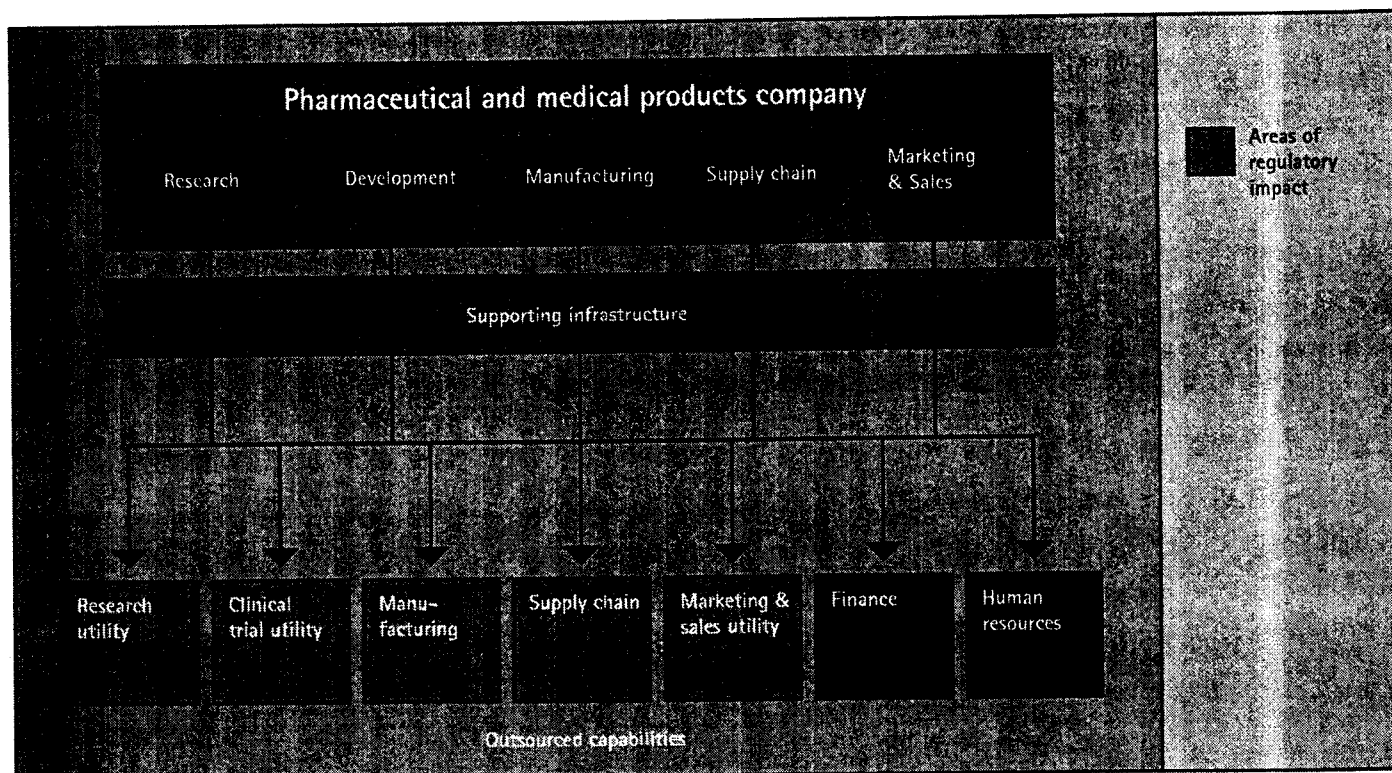 Pharmaceutical and medical products company
Research
Development
Manufacturing
Supply chain
Marketing
& Sales
Areas of
regulatory
impact
Supporting infrastructure
Research
utility
Clinical
trial utility
Manu-
facturing
Supply chain
Marketing &
sales utility
Finance
Human
resources
Outsourced capabilities